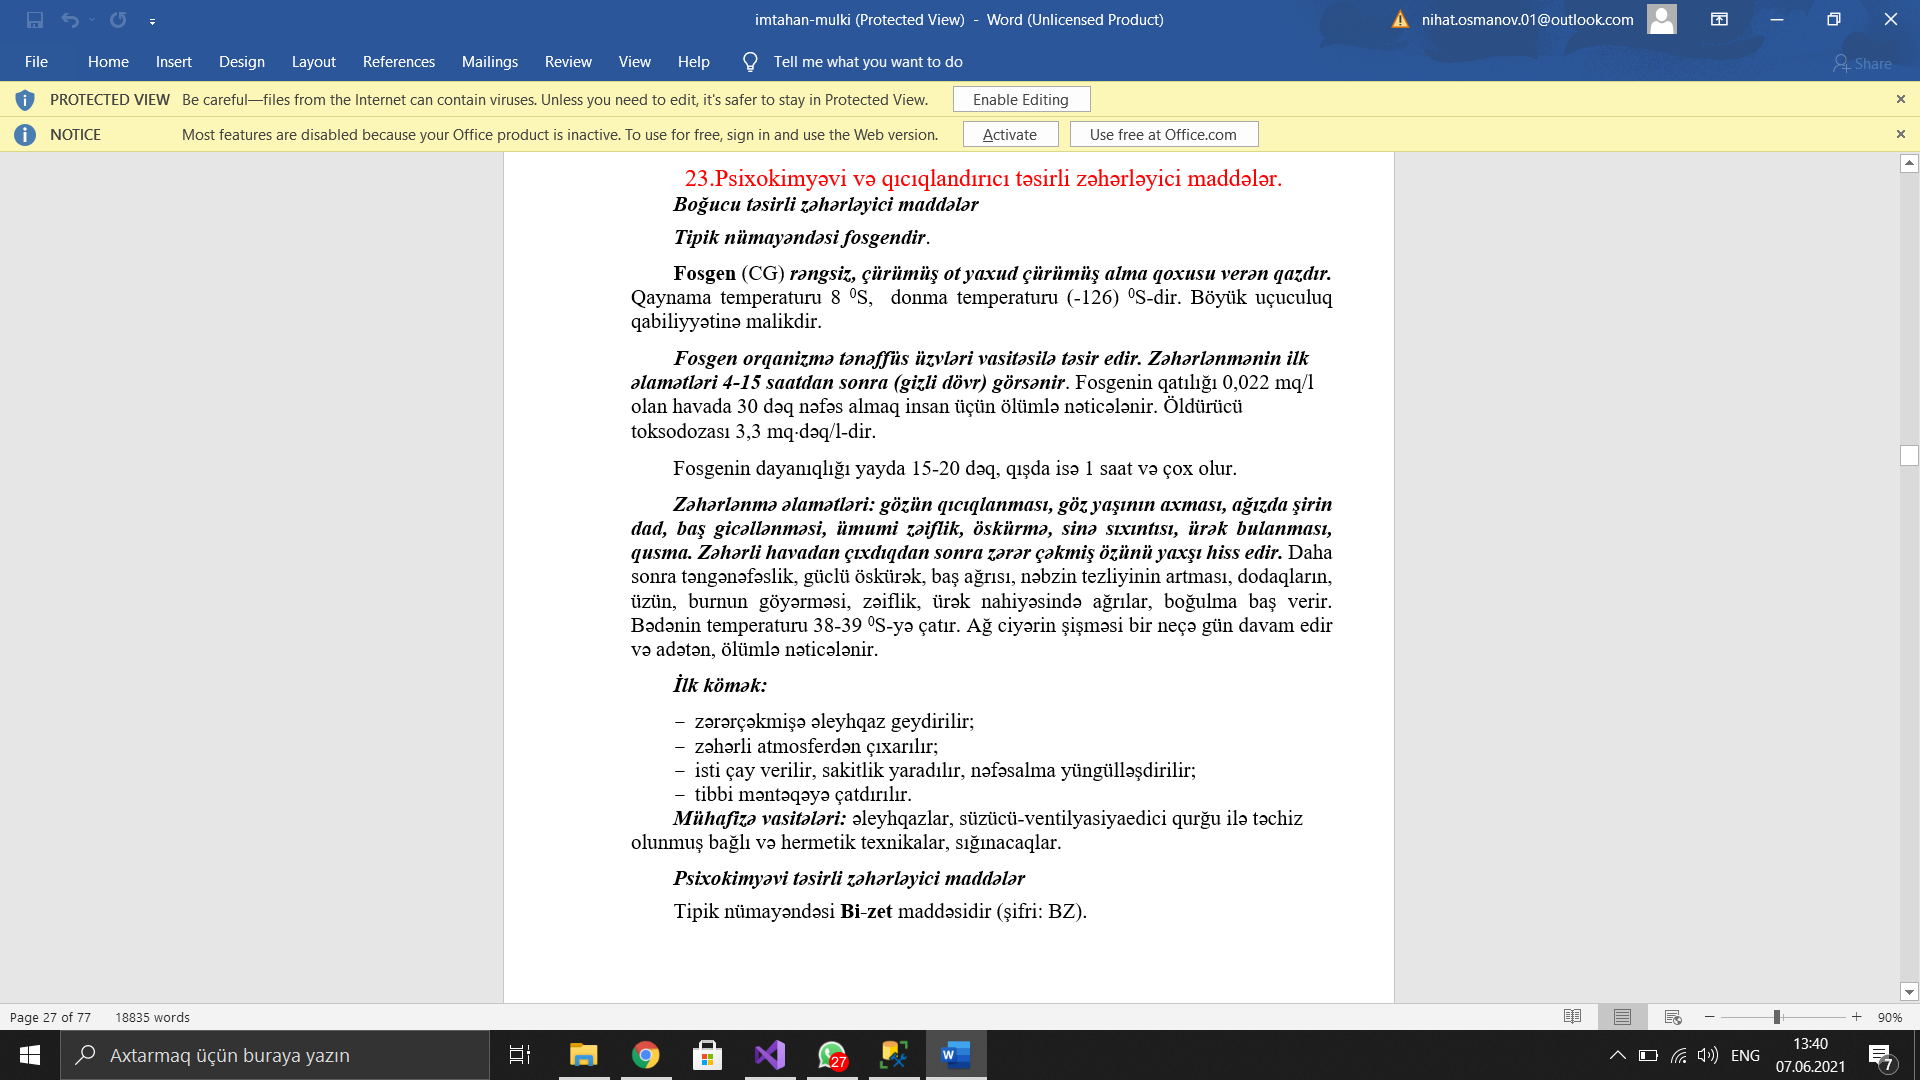 imtahan-mulki (Protected View) - Word (Unlicensed Product)
nihat.osmanov.01@outlook.com
File Home Insert Design Layout References Mailings Review View Help Tell me what you want to do Share
PROTECTED VIEW Be careful—files from the Internet can contain viruses. Unless you need to edit, it's safer to stay in Protected View. Enable Editing
NOTICE Most features are disabled because your Office product is inactive. To use for free, sign in and use the Web version. Activate Use free at Office.com
23.Psixokimyəvi və qıcıqlandırıcı təsirli zəhərləyici maddələr.
Boğucu təsirli zəhərləyici maddələr
Tipik nümayəndəsi fosgendir.
Fosgen (CG) rəngsiz, çürümüş ot yaxud çürümüş alma qoxusu verən qazdır.
Qaynama temperaturu 8 ⁰S, donma temperaturu (-126) ⁰S-dir. Böyük uçuculuq
qabiliyyətinə malikdir.
Fosgen orqanizmə tənəffüs üzvləri vasitəsilə təsir edir. Zəhərlənmənin ilk
əlamətləri 4-15 saatdan sonra (gizli dövr) görsənir. Fosgenin qatılığı 0,022 mq/l
olan havada 30 dəq nəfəs almaq insan üçün ölümlə nəticələnir. Öldürücü
toksodozası 3,3 mq·dəq/l-dir.
Fosgenin dayanıqlığı yayda 15-20 dəq, qışda isə 1 saat və çox olur.
Zəhərlənmə əlamətləri: gözün qıcıqlanması, göz yaşının axması, ağızda şirin
dad, baş gicəllənməsi, ümumi zəiflik, öskürmə, sinə sıxıntısı, ürək bulanması,
qusma. Zəhərli havadan çıxdıqdan sonra zərər çəkmiş özünü yaxşı hiss edir. Daha
sonra təngənəfəslik, güclü öskürək, baş ağrısı, nəbzin tezliyinin artması, dodaqların,
üzün, burnun göyərməsi, zəiflik, ürək nahiyəsində ağrılar, boğulma baş verir.
Bədənin temperaturu 38-39 ⁰S-yə çatır. Ağ ciyərin şişməsi bir neçə gün davam edir
və adətən, ölümlə nəticələnir.
İlk kömək:
– zərərçəkmişə əleyhqaz geydirilir;
– zəhərli atmosferdən çıxarılır;
– isti çay verilir, sakitlik yaradılır, nəfəsalma yüngülləşdirilir;
– tibbi məntəqəyə çatdırılır.
Mühafizə vasitələri: əleyhqazlar, süzücü-ventilyasiyaedici qurğu ilə təchiz
olunmuş bağlı və hermetik texnikalar, sığınacaqlar.
Psixokimyəvi təsirli zəhərləyici maddələr
Tipik nümayəndəsi Bi-zet maddəsidir (şifri: BZ).
Page 27 of 77 18835 words 90%
Axtarmaq üçün buraya yazın
27
ENG
13:40
07.06.2021
7